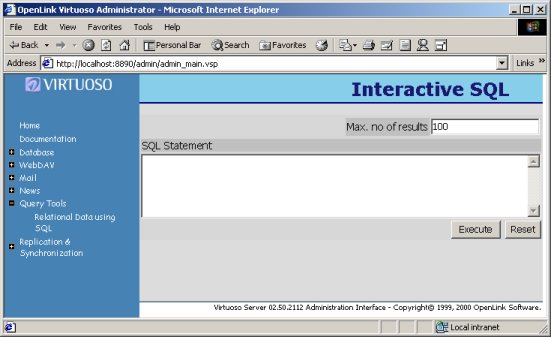 OpenLink Virtuoso Administrator - Microsoft Internet Explorer
File Edit View Favorites Tools Help
Back Personal Bar Search Favorites
Address http://localhost:8890/admin/admin_main.vsp Links »
VIRTUOSO
Interactive SQL
Home
Documentation
Database
WebDAV
Mail
News
Query Tools
Relational Data using
SQL
Replication &
Synchronization
Max. no of results 100
SQL Statement
Execute Reset
Virtuoso Server 02.50.2112 Administration Interface - Copyright© 1999, 2000 OpenLink Software.
Local intranet